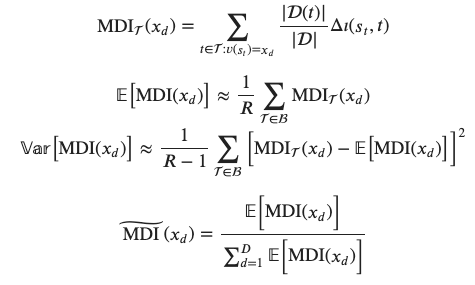 MDI_𝒯(x_d) = ∑_{t∈𝒯:v(s_t)=x_d} |𝒟(t)|/|𝒟| Δι(s_t, t)
𝔼[MDI(x_d)] ≈ 1/R ∑_{𝒯∈ℬ} MDI_𝒯(x_d)
𝕍ar[MDI(x_d)] ≈ 1/(R − 1) ∑_{𝒯∈ℬ} [MDI_𝒯(x_d) − 𝔼[MDI(x_d)]]^2
\widetilde{MDI}(x_d) = 𝔼[MDI(x_d)] / ∑_{d=1}^{D} 𝔼[MDI(x_d)]